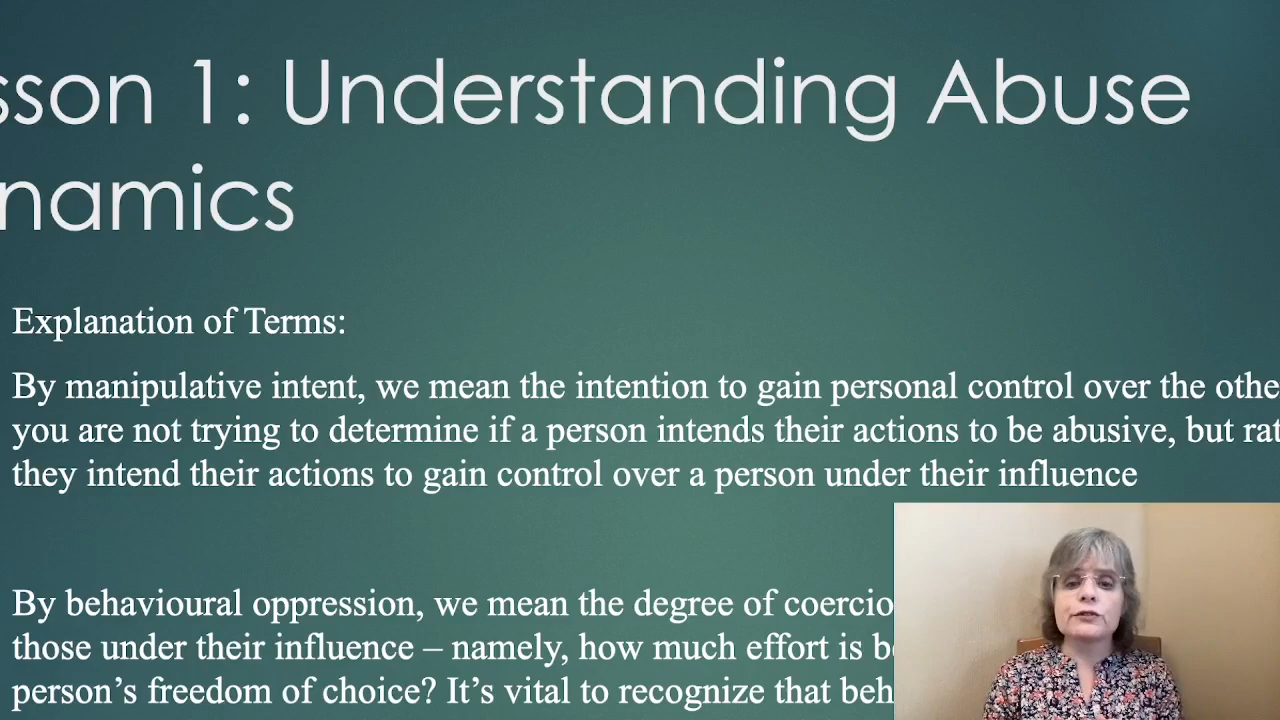 sson 1: Understanding Abuse
namics
Explanation of Terms:
By manipulative intent, we mean the intention to gain personal control over the othe
you are not trying to determine if a person intends their actions to be abusive, but rat
they intend their actions to gain control over a person under their influence
By behavioural oppression, we mean the degree of coercio
those under their influence – namely, how much effort is be
person’s freedom of choice? It’s vital to recognize that beh